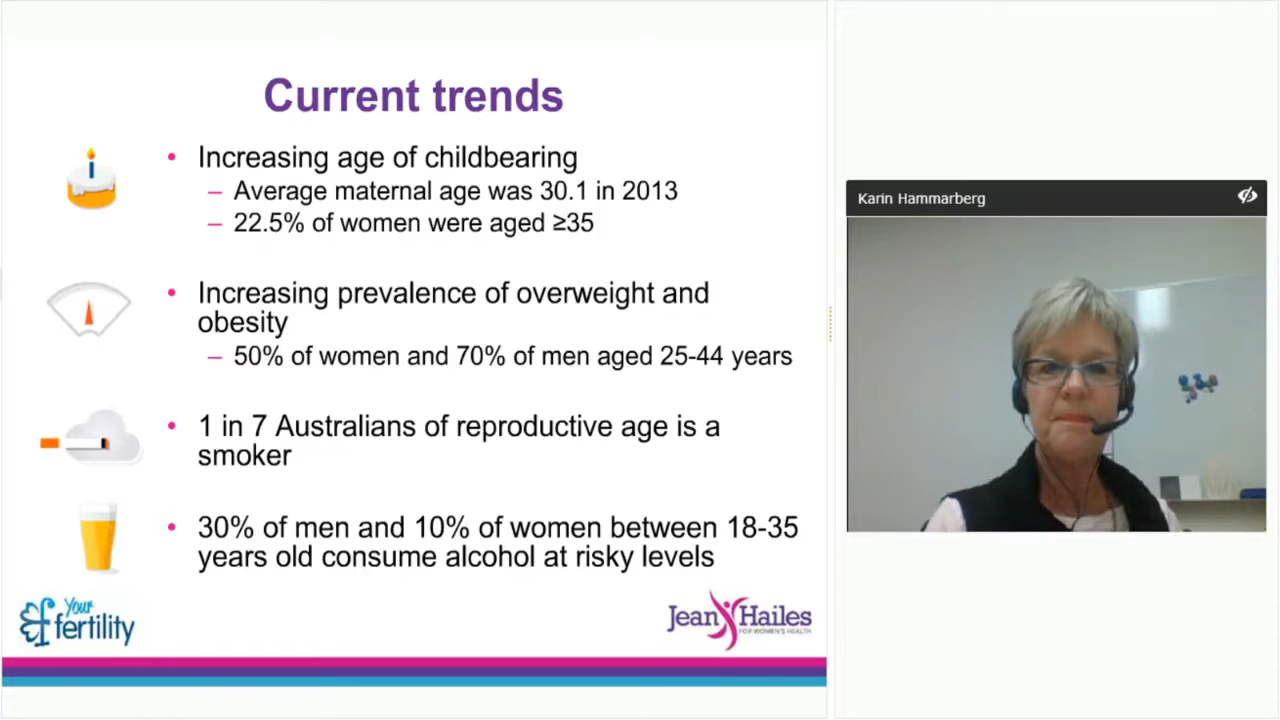 Current trends
• Increasing age of childbearing
– Average maternal age was 30.1 in 2013
– 22.5% of women were aged ≥35
• Increasing prevalence of overweight and
obesity
– 50% of women and 70% of men aged 25-44 years
• 1 in 7 Australians of reproductive age is a
smoker
• 30% of men and 10% of women between 18-35
years old consume alcohol at risky levels
Your
fertility
Jean Hailes
FOR WOMEN'S HEALTH
Karin Hammarberg